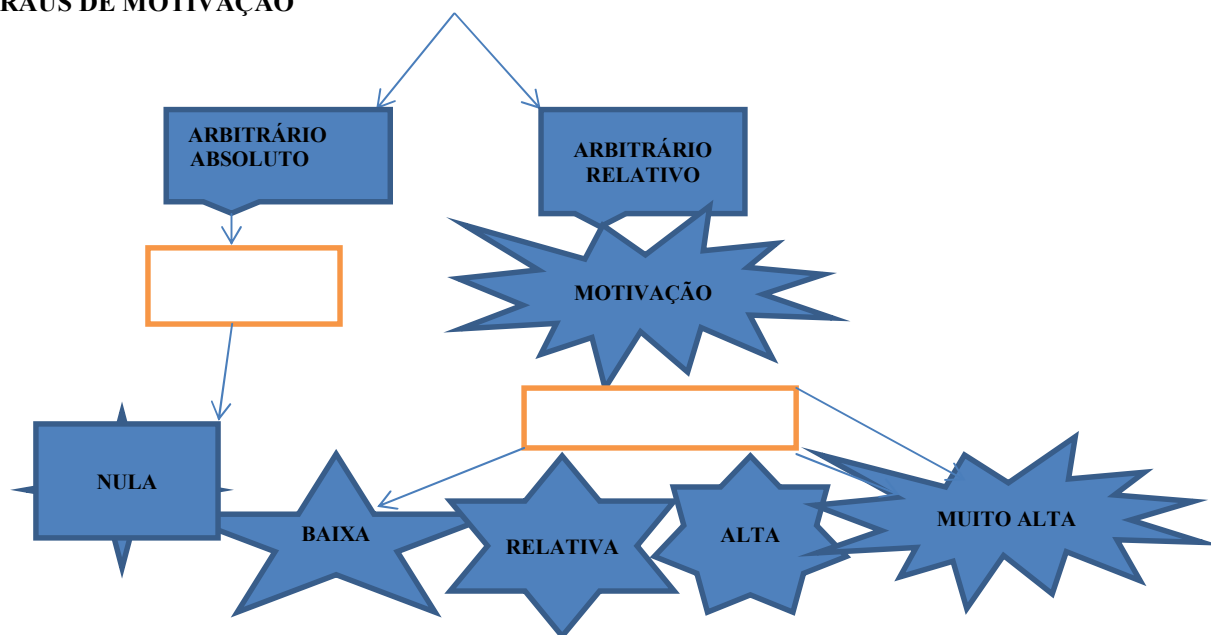 RAUS DE MOTIVAÇÃO
ARBITRÁRIO
ABSOLUTO
ARBITRÁRIO
RELATIVO
MOTIVAÇÃO
NULA
BAIXA
RELATIVA
ALTA
MUITO ALTA